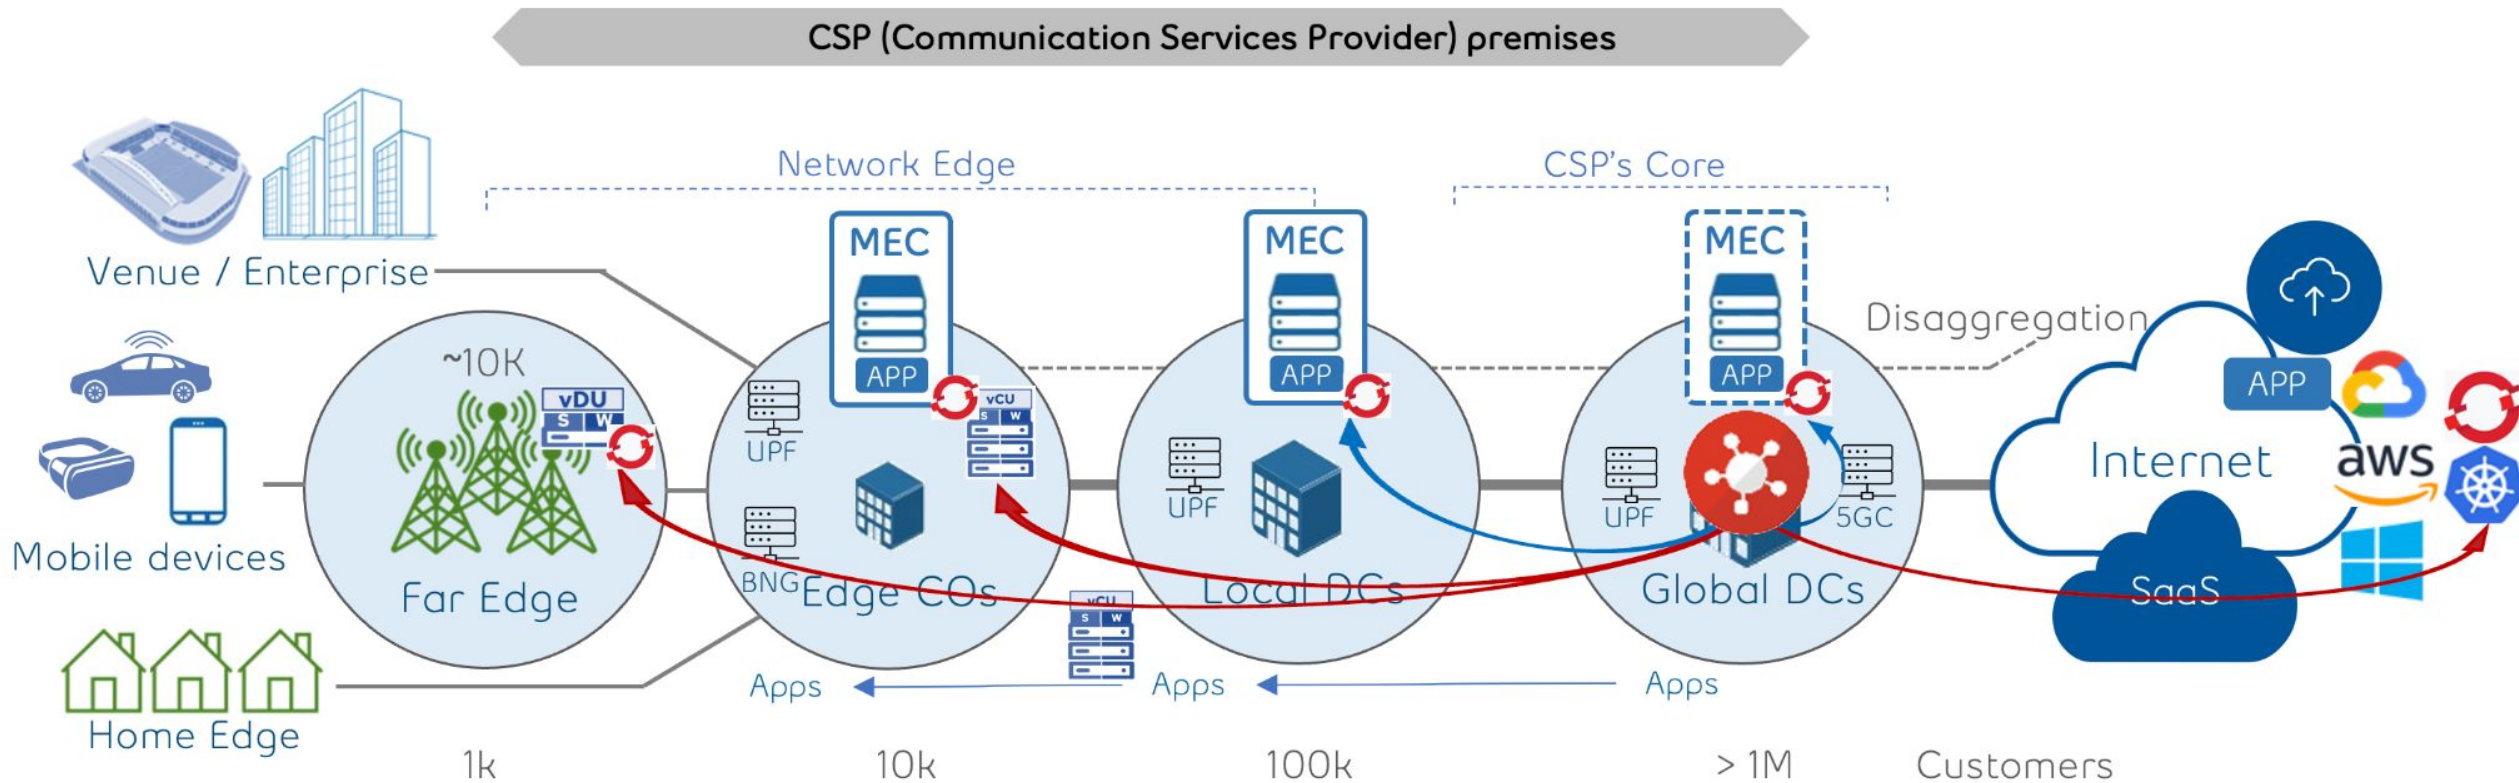 CSP (Communication Services Provider) premises
Network Edge
CSP's Core
MEC
MEC
MEC
Venue / Enterprise
Disaggregation
~10K
APP
APP
APP
APP
vDU
S W
vCU
S W
UPF
UPF
UPF
5GC
Internet
aws
Mobile devices
BNG
Far Edge
Edge COs
Local DCs
Global DCs
SaaS
vCU
S W
Apps
Apps
Apps
Home Edge
1k
10k
100k
> 1M
Customers